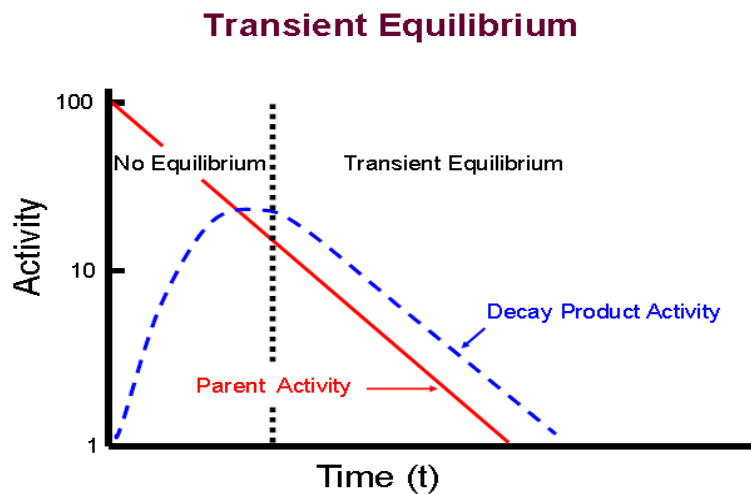 Transient Equilibrium
100
No Equilibrium
Transient Equilibrium
Activity
10
Decay Product Activity
Parent Activity
1
Time (t)